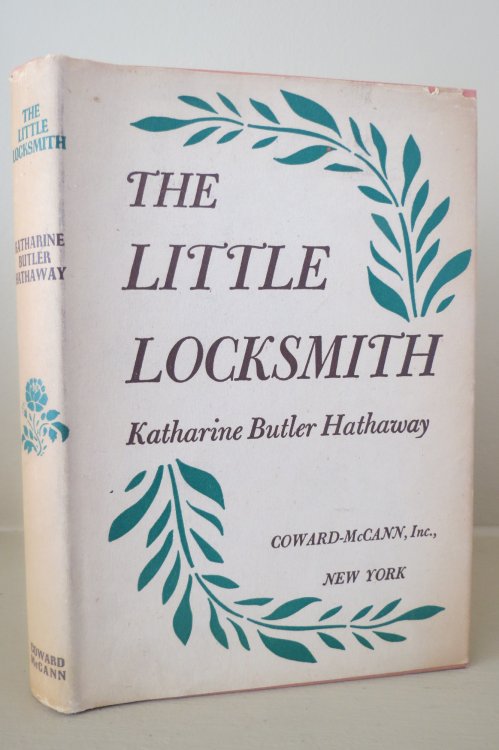 THE
LITTLE
LOCKSMITH
KATHARINE
BUTLER
HATHAWAY
COWARD
McCANN
THE
LITTLE
LOCKSMITH
Katharine Butler Hathaway
COWARD-McCANN, Inc.,
NEW YORK